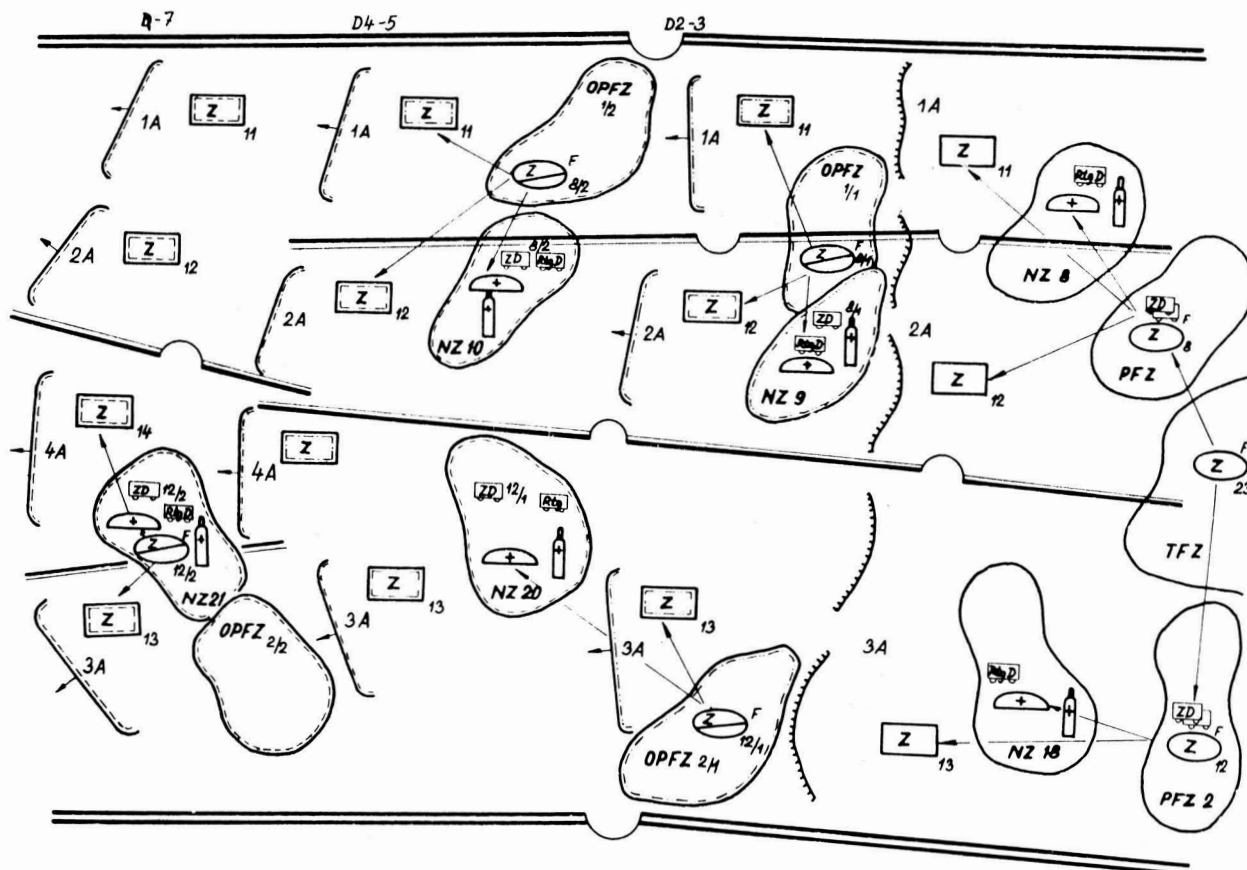 D-7 D4-5 D2-3
OPFZ
1/2
1A
Z
11
1A
Z
11
Z
F
8/2
1A
Z
11
OPFZ
1/1
Z
F
8/1
1A
Z
11
RtgD
NZ 8
2A
Z
12
2A
Z
12
8/2
ZD RtgD
NZ 10
2A
Z
12
ZD
RtgD
NZ 9
2A
Z
12
ZD
F
Z
8
PFZ
4A
Z
14
12/2
ZD
RtgD
F
Z
12/2
NZ21
4A
Z
ZD 12/1
Rtg
NZ 20
Z
F
23
TFZ
3A
Z
13
OPFZ
2/2
3A
Z
13
3A
Z
13
Z
F
12/1
OPFZ 2/1
3A
Z
13
RtgD
NZ 18
ZD
F
Z
12
PFZ 2